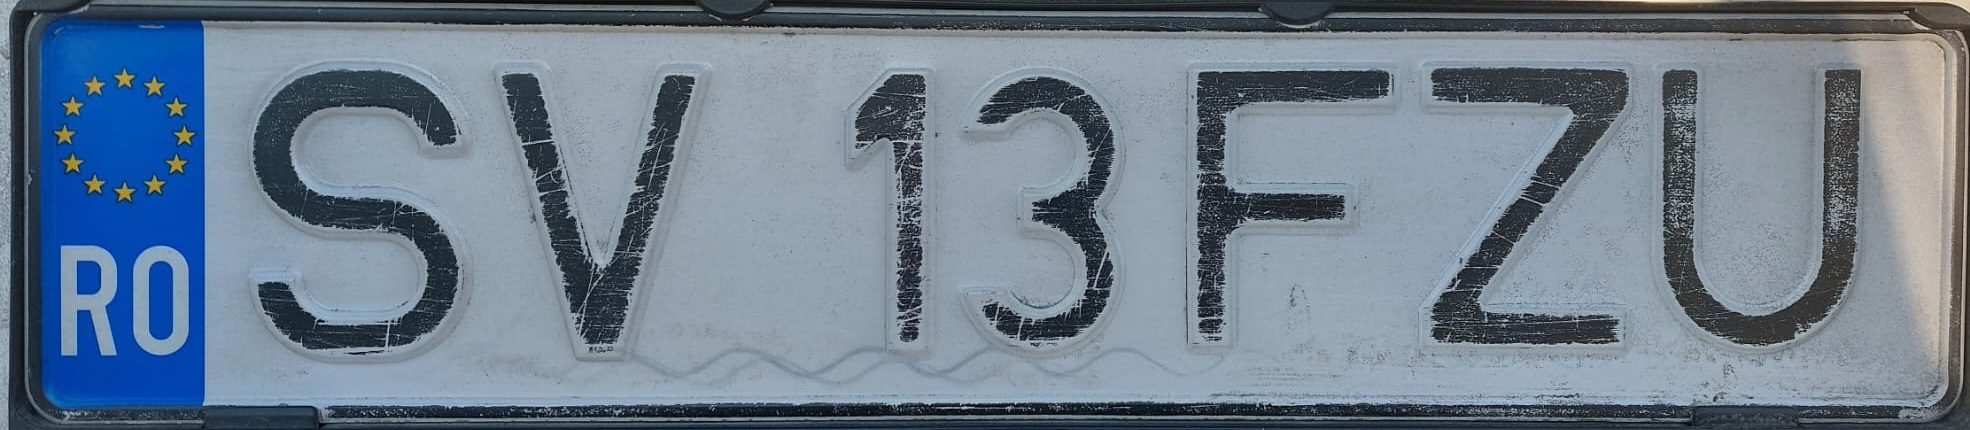 RO SV 13 FZU